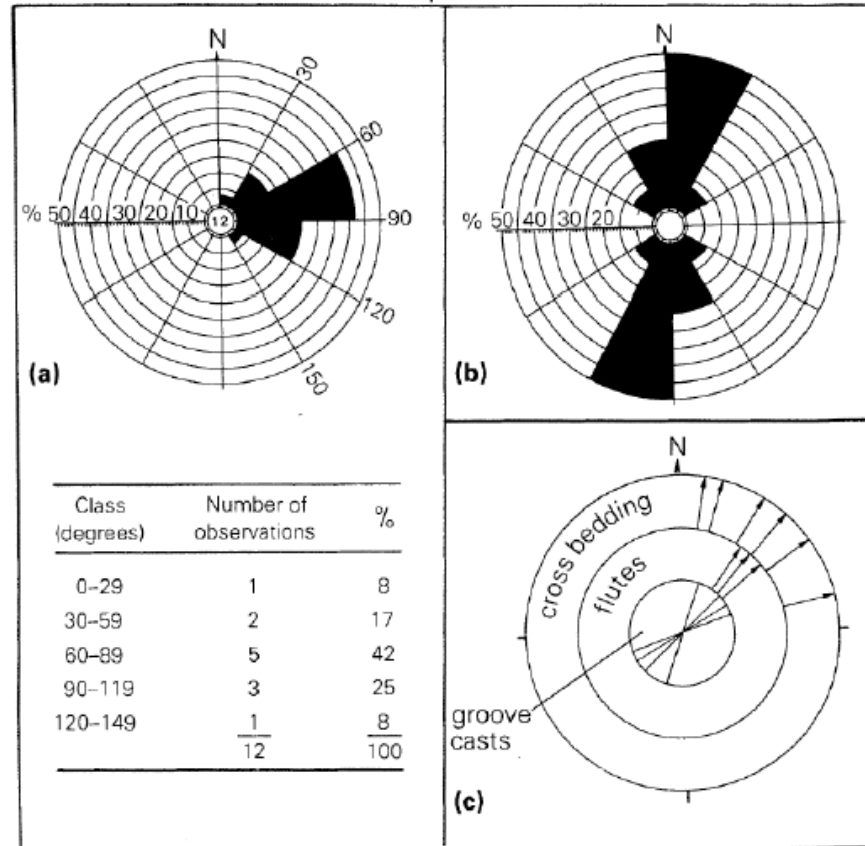 N
30
60
% 50 40 30 20 10 12 90
120
150
(a)
N
% 50 40 30 20
(b)
Class Number of %
(degrees) observations
0–29 1 8
30–59 2 17
60–89 5 42
90–119 3 25
120–149 1 8
12 100
N
cross bedding
flutes
groove
casts
(c)